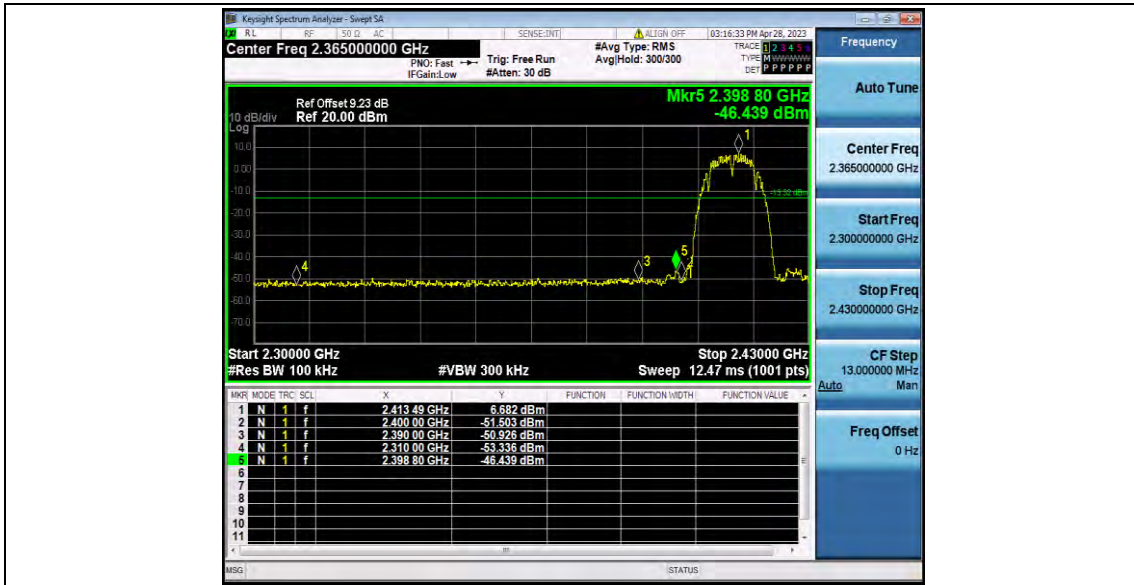 Keysight Spectrum Analyzer - Swept SA
RL RF 50 Ω AC SENSE:INT ALIGN OFF 03:16:33 PM Apr 28, 2023
Center Freq 2.365000000 GHz
PNO: Fast
IFGain:Low
Trig: Free Run
#Atten: 30 dB
#Avg Type: RMS
Avg|Hold: 300/300
TRACE 1 2 3 4 5 6
TYPE M WWWWW
DET P P P P P P
Frequency
Auto Tune
Center Freq
2.365000000 GHz
Start Freq
2.300000000 GHz
Stop Freq
2.430000000 GHz
CF Step
13.000000 MHz
Auto Man
Freq Offset
0 Hz
Mkr5 2.398 80 GHz
-46.439 dBm
Ref Offset 9.23 dB
10 dB/div Ref 20.00 dBm
Log
10.0
0.00
-10.0
-20.0
-30.0
-40.0
-50.0
-60.0
-70.0
1
4
3
5
2
Start 2.30000 GHz Stop 2.43000 GHz
#Res BW 100 kHz #VBW 300 kHz Sweep 12.47 ms (1001 pts)
MKR MODE TRC SCL X Y FUNCTION FUNCTION WIDTH FUNCTION VALUE
1 N 1 f 2.413 49 GHz 6.682 dBm
2 N 1 f 2.400 00 GHz -51.503 dBm
3 N 1 f 2.390 00 GHz -50.926 dBm
4 N 1 f 2.310 00 GHz -53.336 dBm
5 N 1 f 2.398 80 GHz -46.439 dBm
6
7
8
9
10
11
MSG STATUS